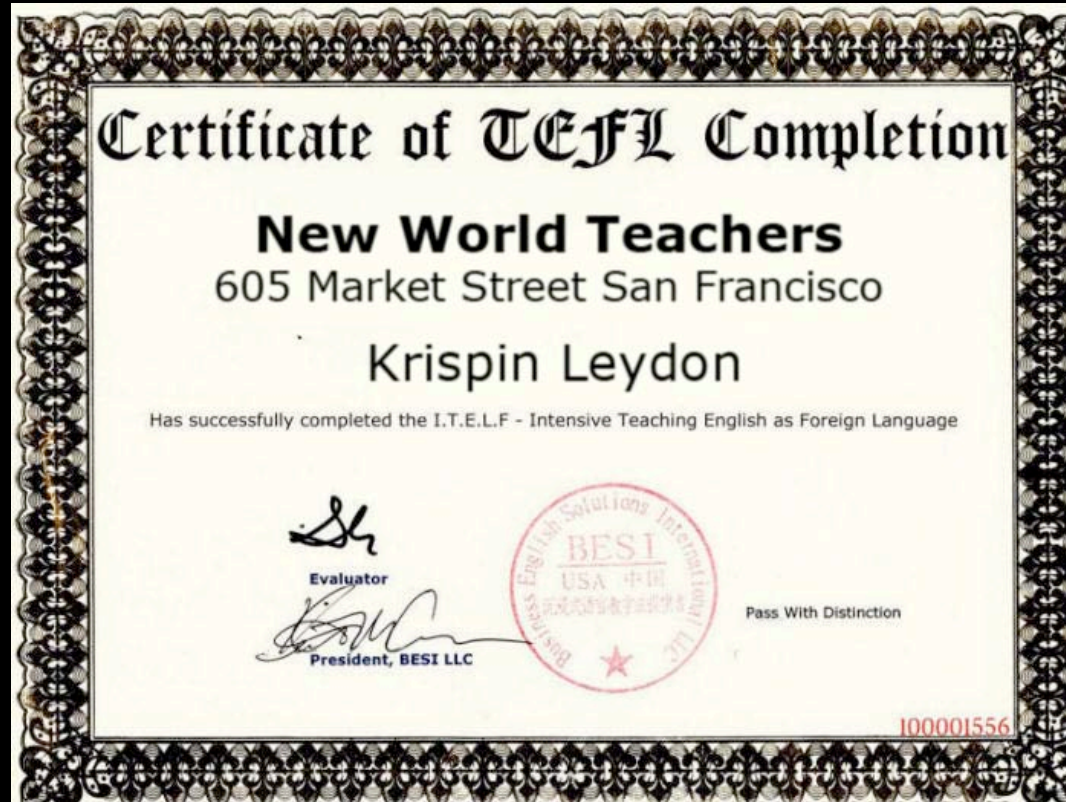 Certificate of TEFL Completion
New World Teachers
605 Market Street San Francisco
Krispin Leydon
Has successfully completed the I.T.E.L.F - Intensive Teaching English as Foreign Language
Evaluator
President, BESI LLC
Business English Solutions International LLC
BESI
USA 中国
Pass With Distinction
100001556